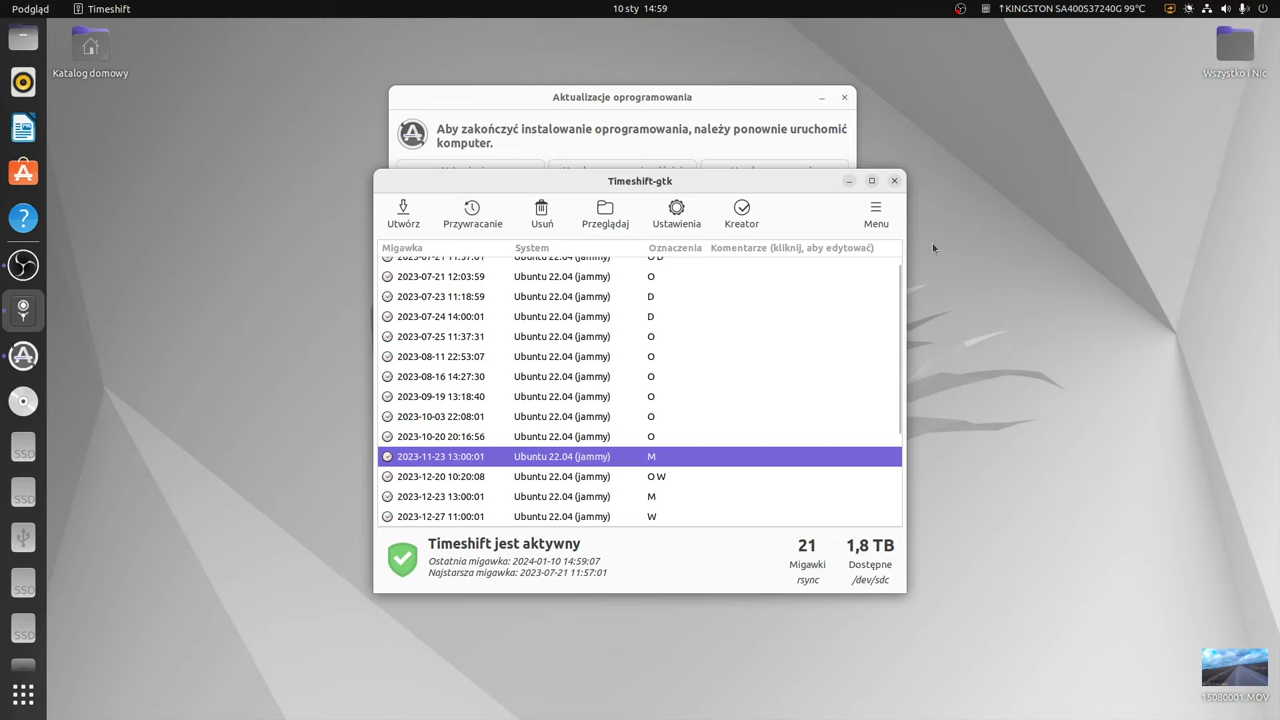 Podgląd Timeshift 10 sty 14:59 ↑KINGSTON SA400S37240G 99°C
Katalog domowy
Wszystko i Nic
Aktualizacje oprogramowania
Aby zakończyć instalowanie oprogramowania, należy ponownie uruchomić
komputer.
Timeshift-gtk
Utwórz Przywracanie Usuń Przeglądaj Ustawienia Kreator Menu
Migawka System Oznaczenia Komentarze (kliknij, aby edytować)
2023-07-21 11:57:01 Ubuntu 22.04 (jammy) O D
2023-07-21 12:03:59 Ubuntu 22.04 (jammy) O
2023-07-23 11:18:59 Ubuntu 22.04 (jammy) D
2023-07-24 14:00:01 Ubuntu 22.04 (jammy) D
2023-07-25 11:37:31 Ubuntu 22.04 (jammy) O
2023-08-11 22:53:07 Ubuntu 22.04 (jammy) O
2023-08-16 14:27:30 Ubuntu 22.04 (jammy) O
2023-09-19 13:18:40 Ubuntu 22.04 (jammy) O
2023-10-03 22:08:01 Ubuntu 22.04 (jammy) O
2023-10-20 20:16:56 Ubuntu 22.04 (jammy) O
2023-11-23 13:00:01 Ubuntu 22.04 (jammy) M
2023-12-20 10:20:08 Ubuntu 22.04 (jammy) O W
2023-12-23 13:00:01 Ubuntu 22.04 (jammy) M
2023-12-27 11:00:01 Ubuntu 22.04 (jammy) W
Timeshift jest aktywny
Ostatnia migawka: 2024-01-10 14:59:07
Najstarsza migawka: 2023-07-21 11:57:01
21 1,8 TB
Migawki Dostępne
rsync /dev/sdc
SSD
SSD
SSD
SSD
15080001.MOV